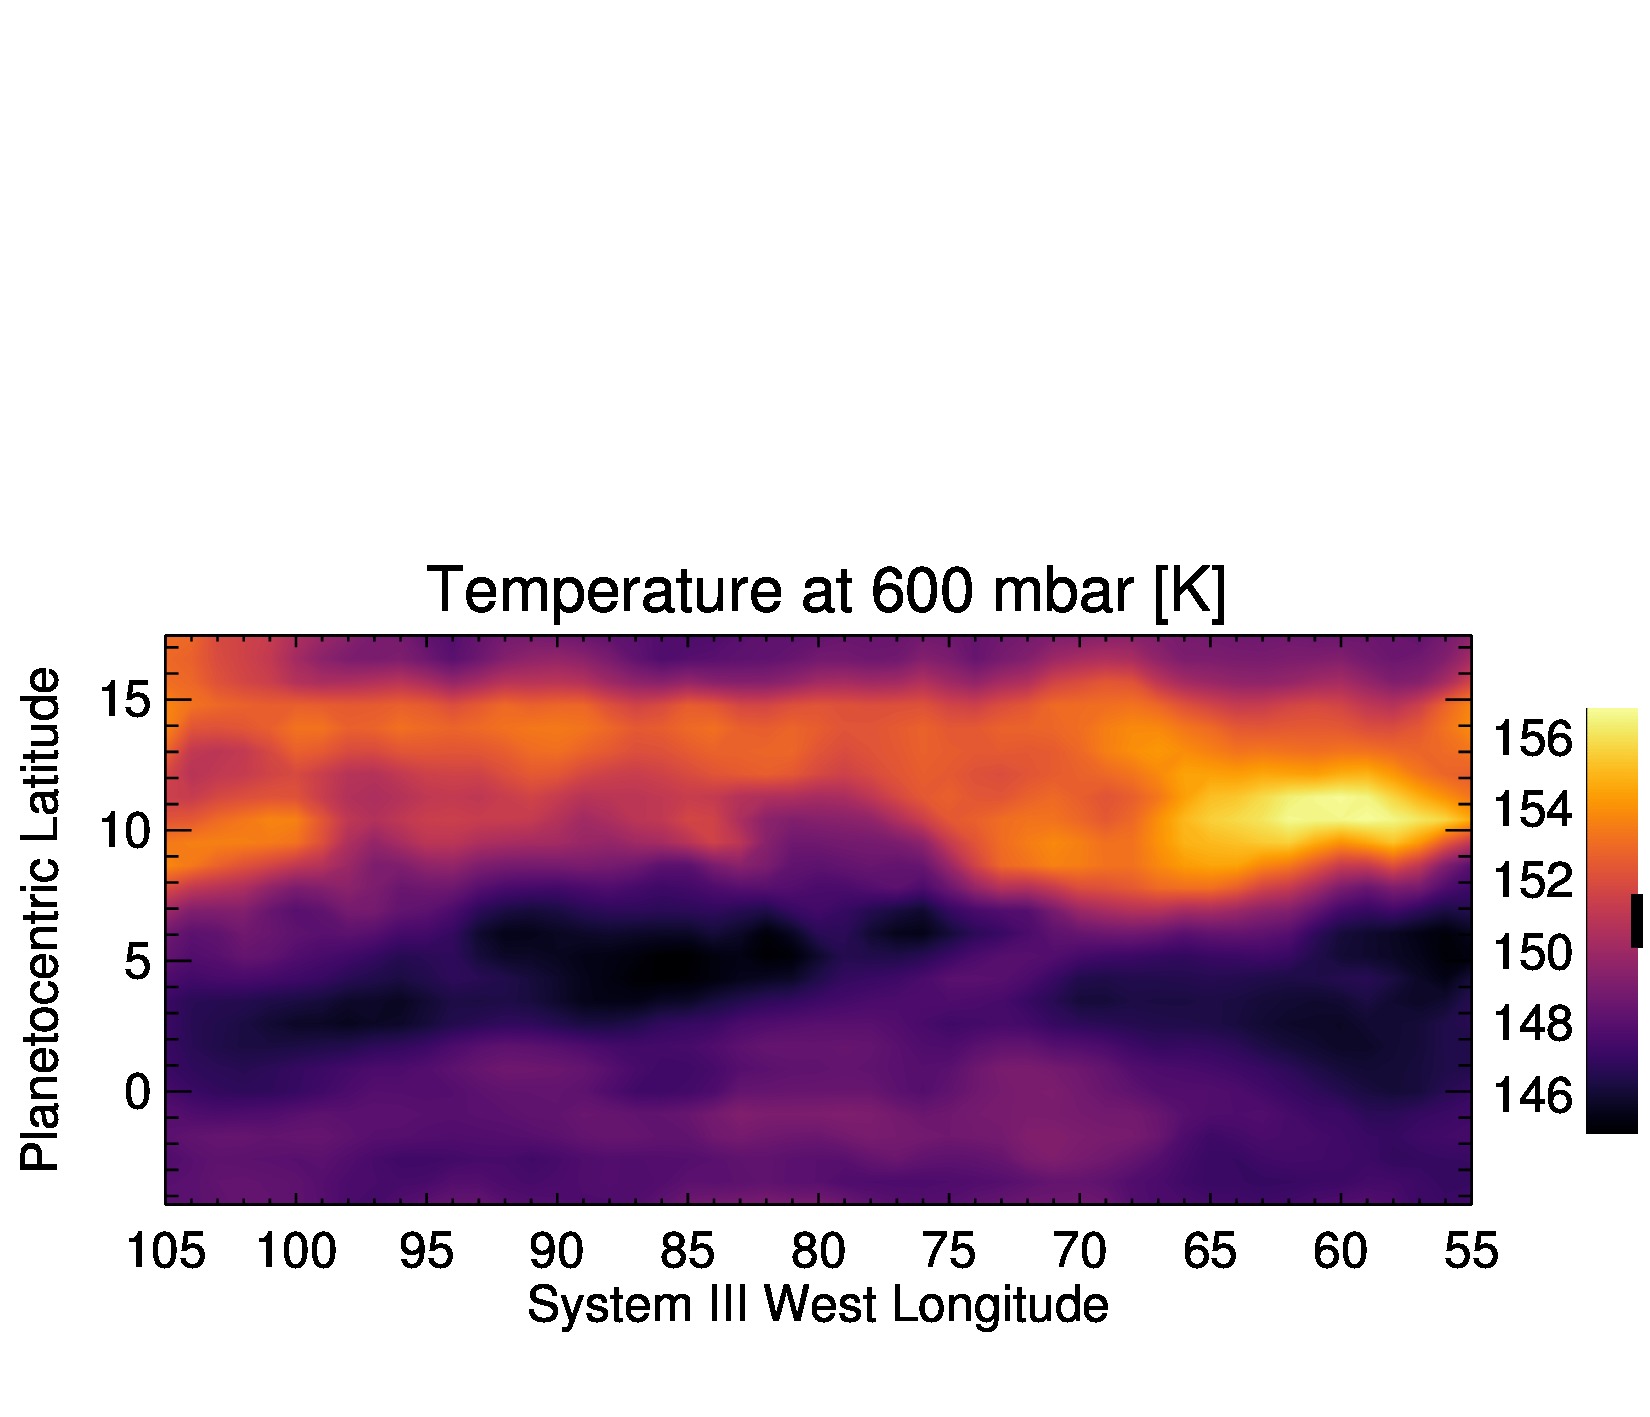 Temperature at 600 mbar [K]
Planetocentric Latitude
15
10
5
0
156
154
152
150
148
146
105 100 95 90 85 80 75 70 65 60 55
System III West Longitude